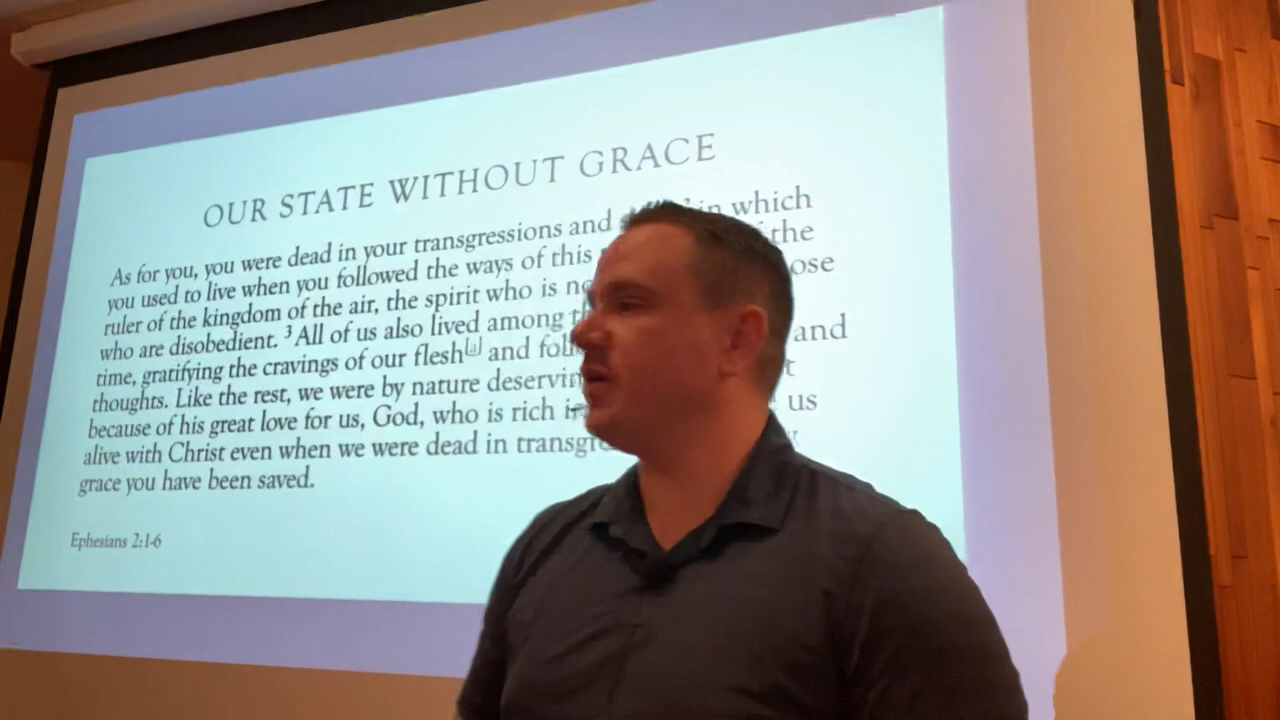 OUR STATE WITHOUT GRACE
As for you, you were dead in your transgressions and in which
you used to live when you followed the ways of this the
ruler of the kingdom of the air, the spirit who is
who are disobedient. ³ All of us also lived among
time, gratifying the cravings of our flesh[a] and and
thoughts. Like the rest, we were by nature
because of his great love for us, God, who is rich us
alive with Christ even when we were dead in
grace you have been saved.
Ephesians 2:1-6